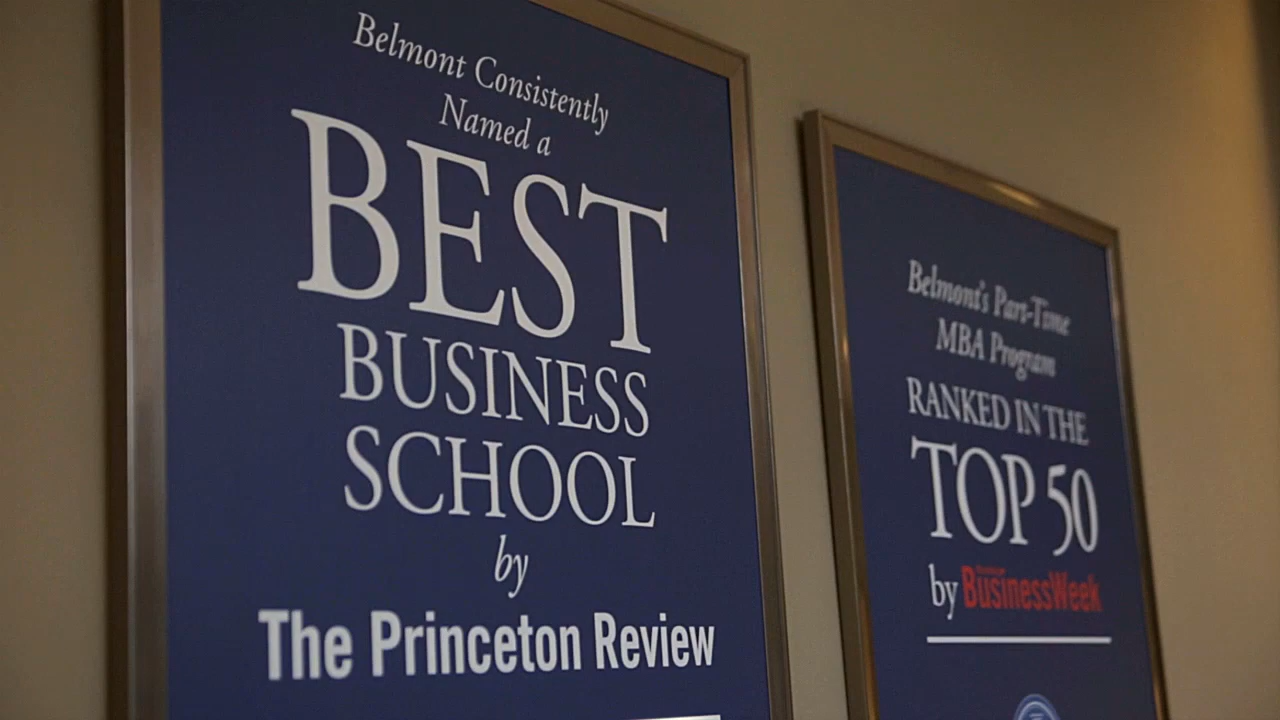 Belmont Consistently
Named a
BEST
BUSINESS
SCHOOL
by
The Princeton Review
Belmont's Part-Time
MBA Program
RANKED IN THE
TOP 50
by BusinessWeek